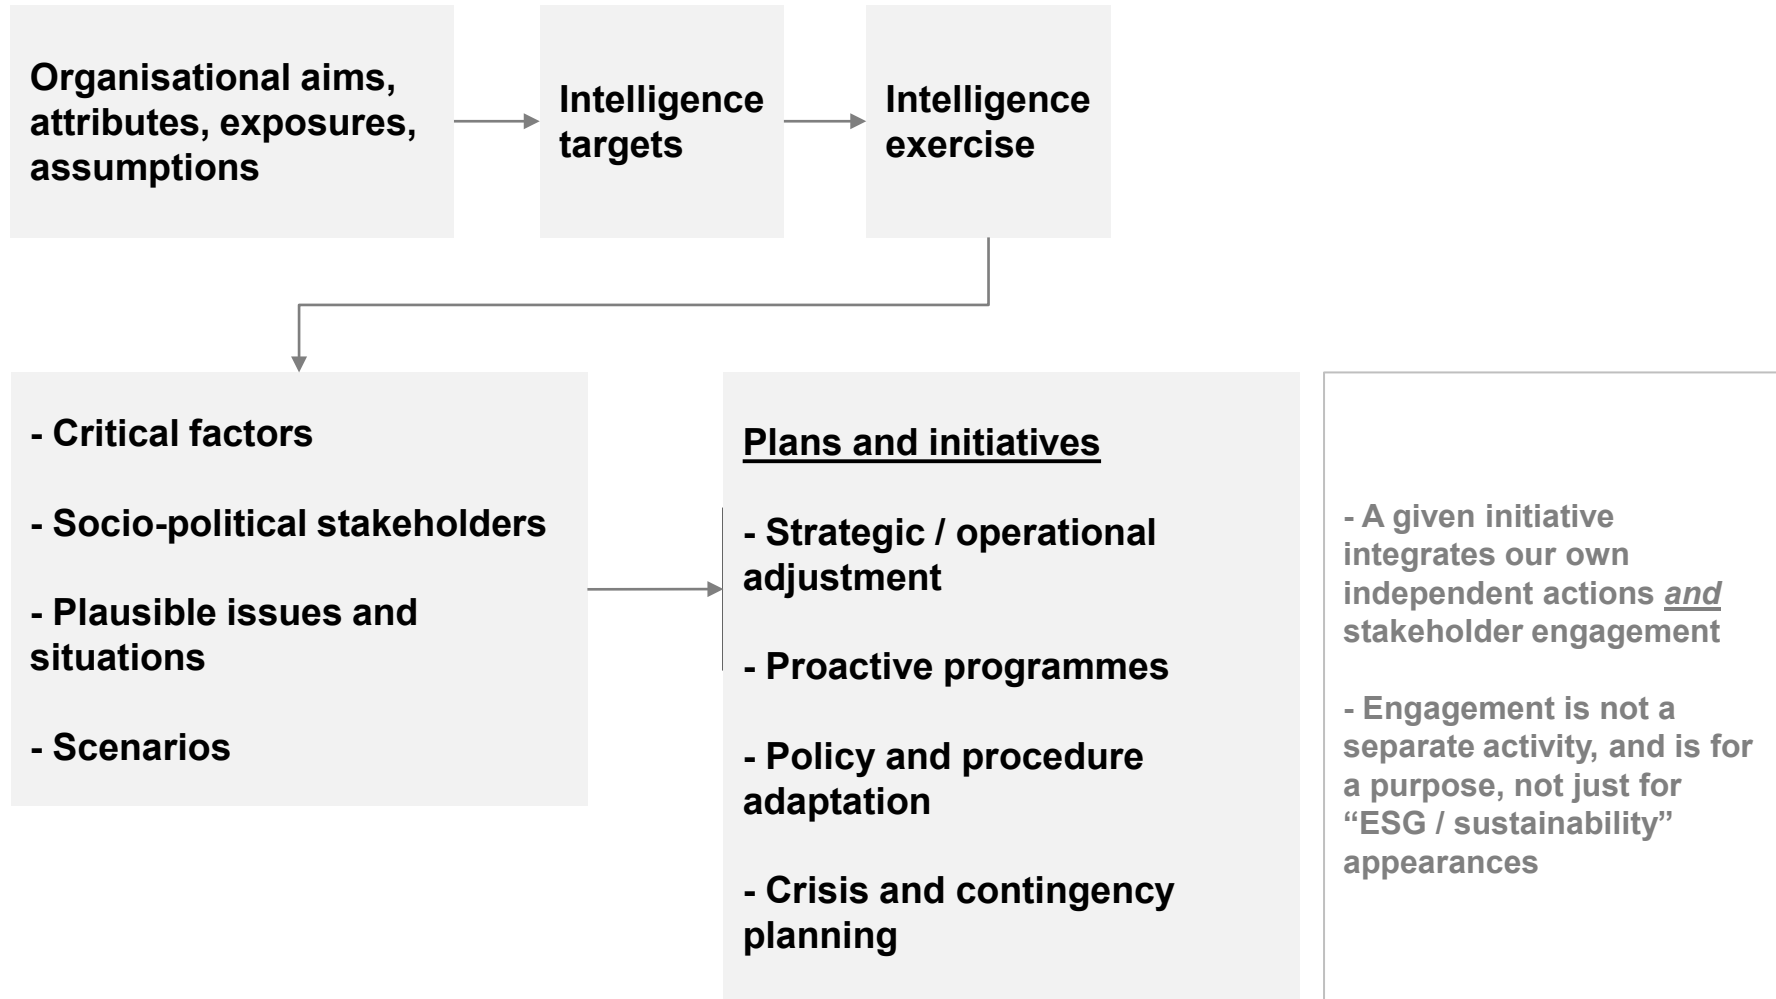 Organisational aims,
attributes, exposures,
assumptions
Intelligence
targets
Intelligence
exercise
- Critical factors
- Socio-political stakeholders
- Plausible issues and
situations
- Scenarios
Plans and initiatives
- Strategic / operational
adjustment
- Proactive programmes
- Policy and procedure
adaptation
- Crisis and contingency
planning
- A given initiative
integrates our own
independent actions and
stakeholder engagement
- Engagement is not a
separate activity, and is for
a purpose, not just for
“ESG / sustainability”
appearances